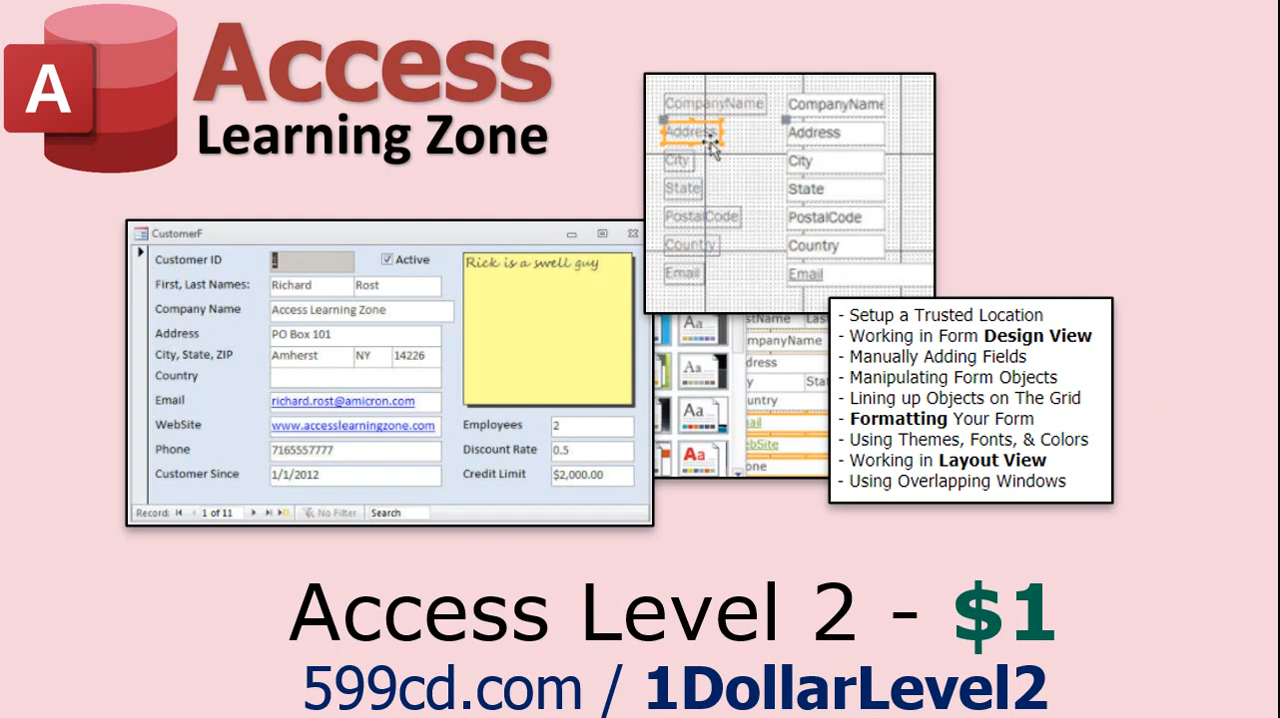 A
Access
Learning Zone
CompanyName CompanyName
Address Address
City City
State State
PostalCode PostalCode
Country Country
Email Email
CustomerF
Customer ID Active
First, Last Names: Richard Rost
Company Name Access Learning Zone
Address PO Box 101
City, State, ZIP Amherst NY 14226
Country
Email richard.rost@amicron.com
WebSite www.accesslearningzone.com
Phone 7165557777
Customer Since 1/1/2012
Rick is a swell guy
Employees 2
Discount Rate 0.5
Credit Limit $2,000.00
Record: 1 of 11 No Filter Search
Aa
Aa
Aa
Aa
- Setup a Trusted Location
- Working in Form Design View
- Manually Adding Fields
- Manipulating Form Objects
- Lining up Objects on The Grid
- Formatting Your Form
- Using Themes, Fonts, & Colors
- Working in Layout View
- Using Overlapping Windows
Access Level 2 - $1
599cd.com / 1DollarLevel2